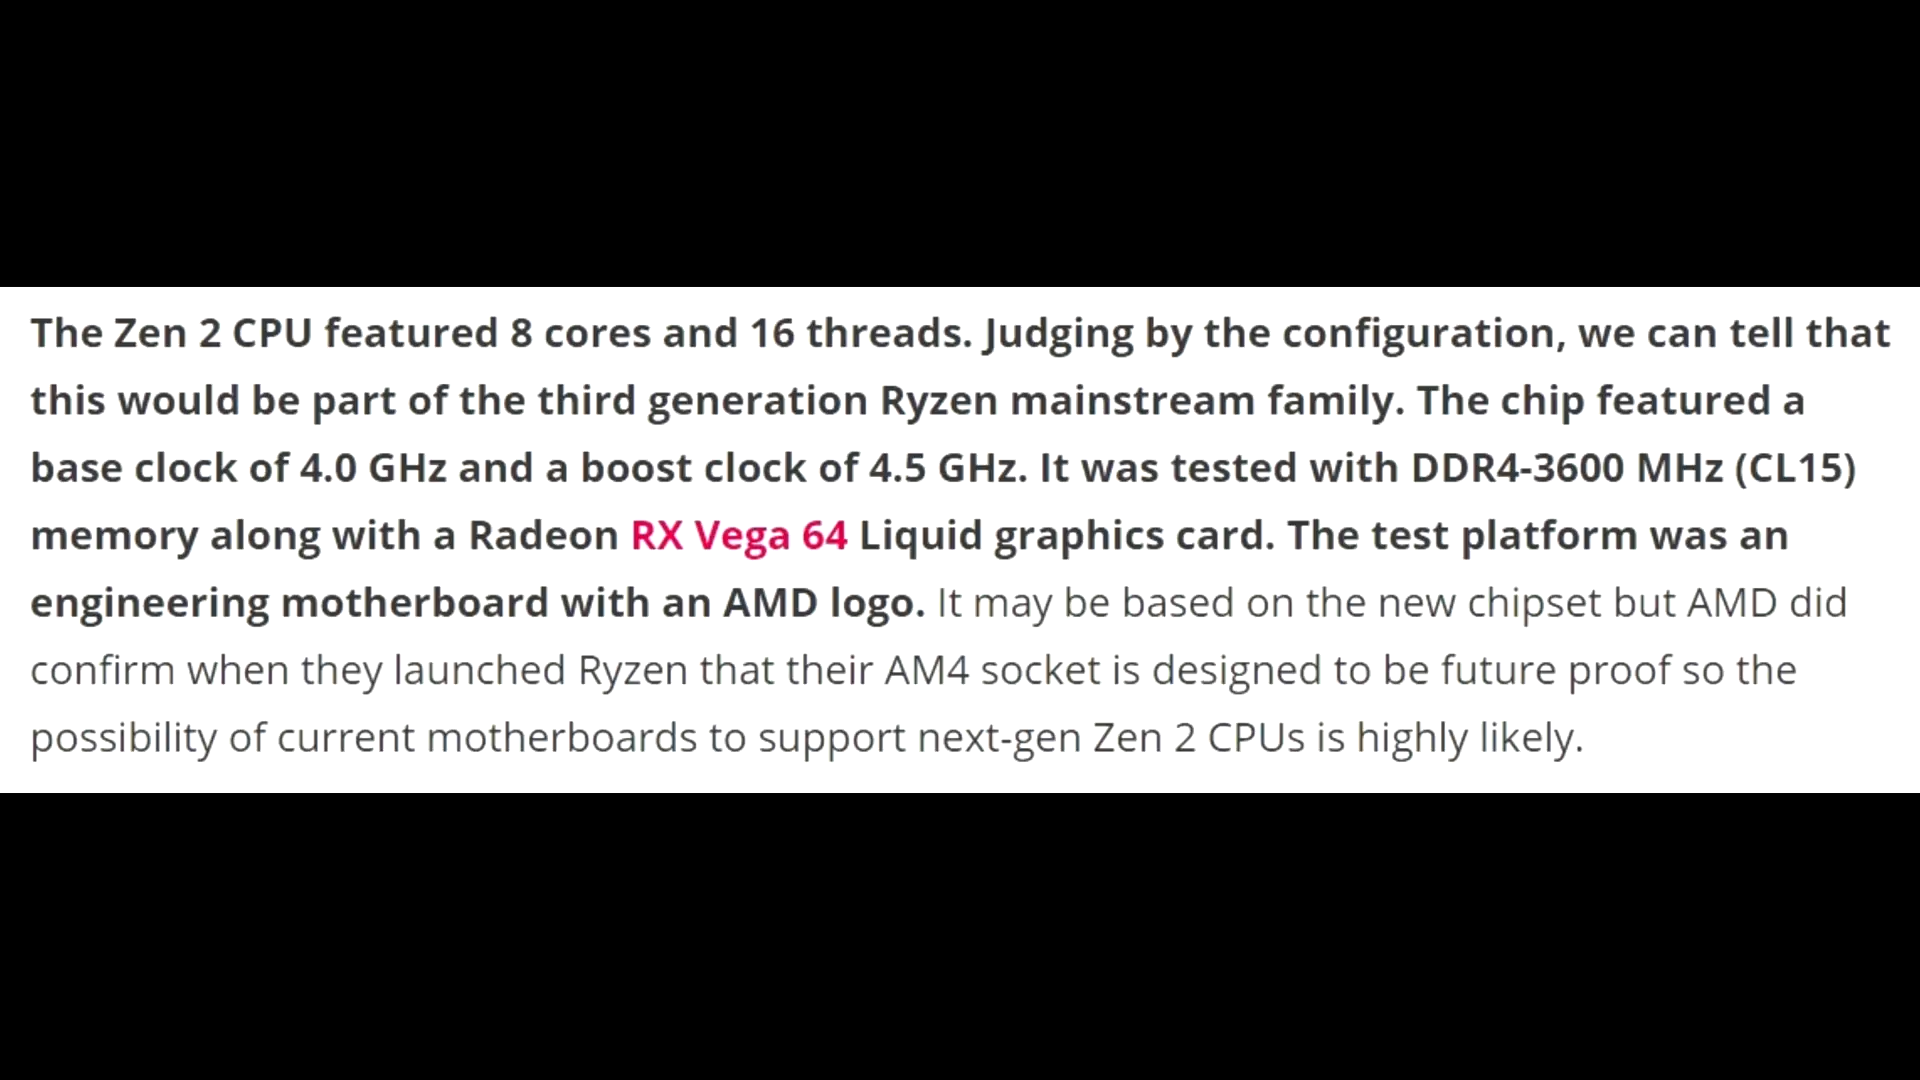 The Zen 2 CPU featured 8 cores and 16 threads. Judging by the configuration, we can tell that
this would be part of the third generation Ryzen mainstream family. The chip featured a
base clock of 4.0 GHz and a boost clock of 4.5 GHz. It was tested with DDR4-3600 MHz (CL15)
memory along with a Radeon RX Vega 64 Liquid graphics card. The test platform was an
engineering motherboard with an AMD logo. It may be based on the new chipset but AMD did
confirm when they launched Ryzen that their AM4 socket is designed to be future proof so the
possibility of current motherboards to support next-gen Zen 2 CPUs is highly likely.